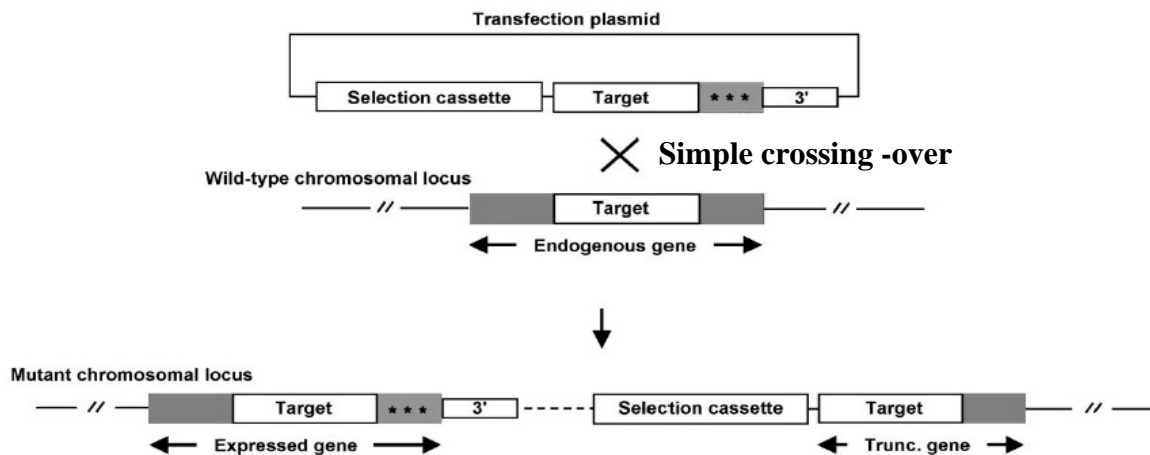 Transfection plasmid
Selection cassette Target * * * 3'
Simple crossing -over
Wild-type chromosomal locus
// Target //
Endogenous gene
Mutant chromosomal locus
// Target * * * 3' Selection cassette Target //
Expressed gene Trunc. gene